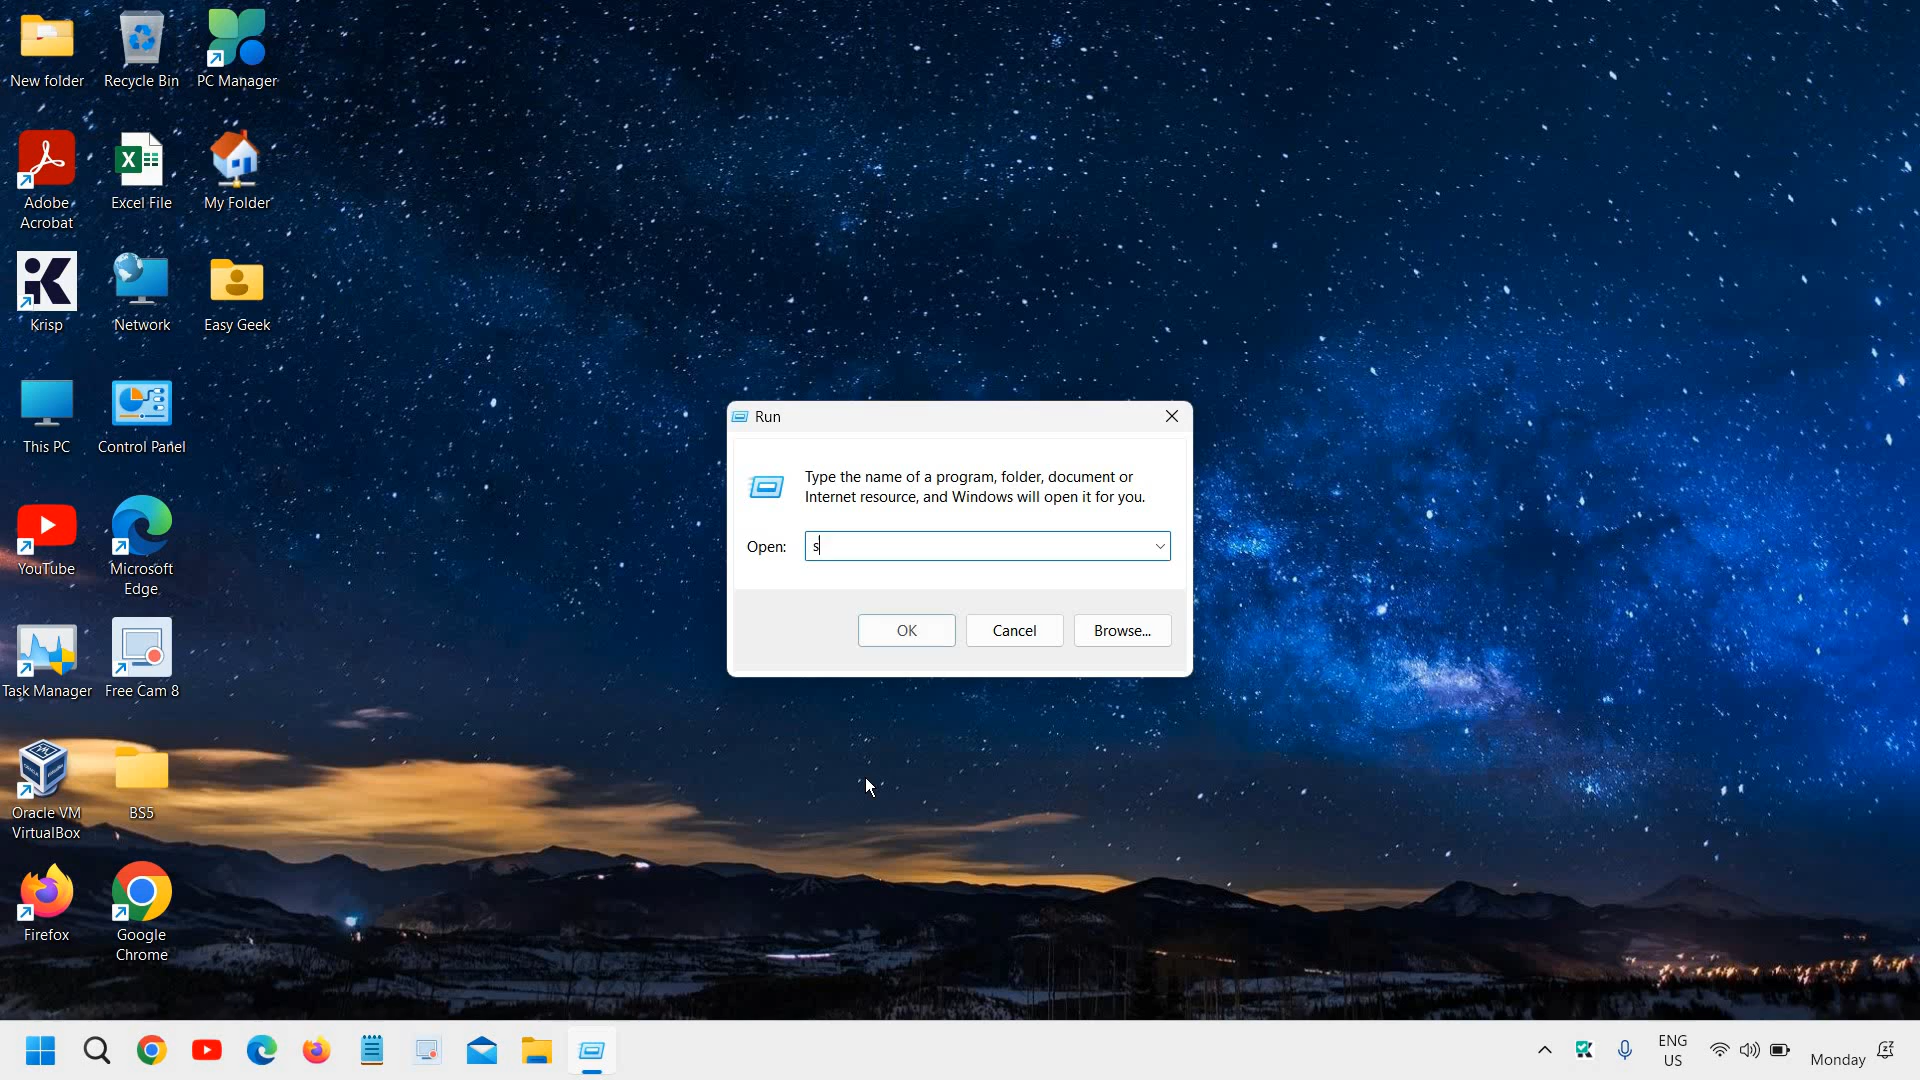 New folder
Recycle Bin
PC Manager
Adobe
Acrobat
Excel File
My Folder
Krisp
Network
Easy Geek
This PC
Control Panel
YouTube
Microsoft
Edge
Task Manager
Free Cam 8
Oracle VM
VirtualBox
BS5
Firefox
Google
Chrome
Run
Type the name of a program, folder, document or
Internet resource, and Windows will open it for you.
Open:
s
OK
Cancel
Browse...
ENG
US
Monday